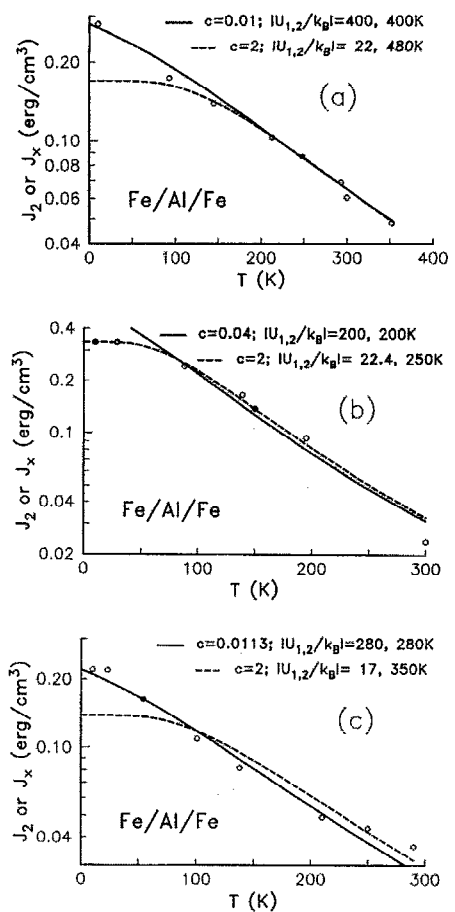 c=0.01; |U1,2/kB|=400, 400K
c=2; |U1,2/kB|= 22, 480K
(a)
0.20
0.10
0.08
0.06
0.04
J2 or Jx (erg/cm³)
Fe/Al/Fe
0 100 200 300 400
T (K)
c=0.04; |U1,2/kB|=200, 200K
c=2; |U1,2/kB|= 22.4, 250K
(b)
0.4
0.2
0.1
0.04
0.02
J2 or Jx (erg/cm³)
Fe/Al/Fe
0 100 200 300
T (K)
c=0.0113; |U1,2/kB|=280, 280K
c=2; |U1,2/kB|= 17, 350K
(c)
0.20
0.10
0.04
J2 or Jx (erg/cm³)
Fe/Al/Fe
0 100 200 300
T (K)